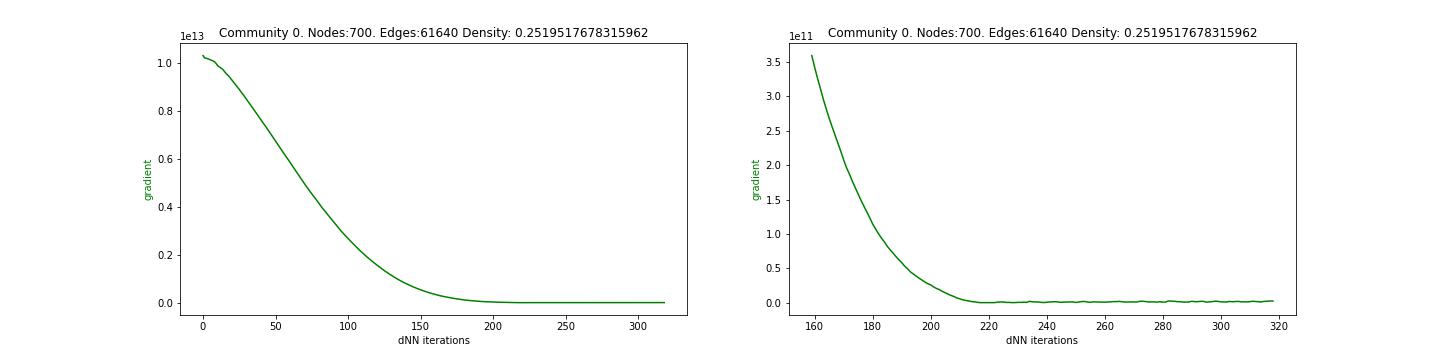 Community 0. Nodes:700. Edges:61640 Density: 0.2519517678315962
1e13
1.0
0.8
0.6
0.4
0.2
0.0
gradient
0 50 100 150 200 250 300
dNN iterations
Community 0. Nodes:700. Edges:61640 Density: 0.2519517678315962
1e11
3.5
3.0
2.5
2.0
1.5
1.0
0.5
0.0
gradient
160 180 200 220 240 260 280 300 320
dNN iterations